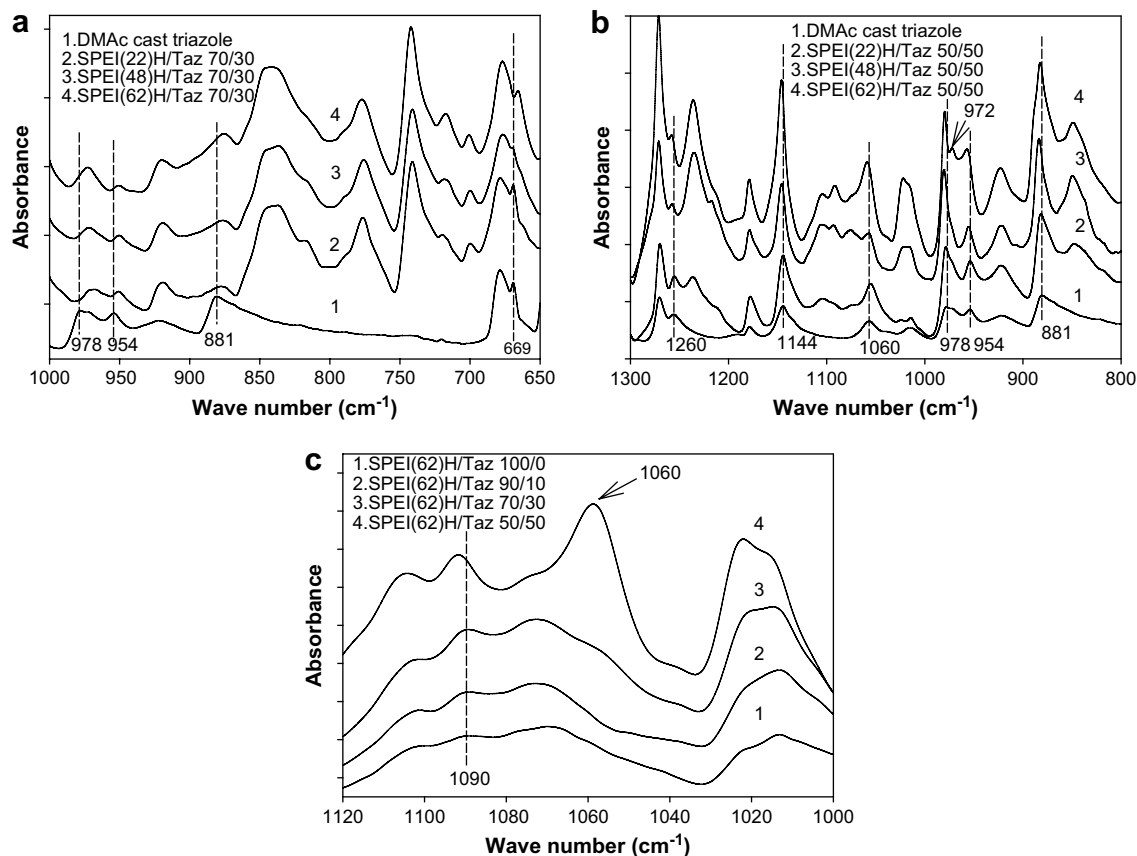 a
1.DMAc cast triazole
2.SPEI(22)H/Taz 70/30
3.SPEI(48)H/Taz 70/30
4.SPEI(62)H/Taz 70/30
4
3
2
1
978
954
881
669
Absorbance
1000 950 900 850 800 750 700 650
Wave number (cm⁻¹)
b
1.DMAc cast triazole
2.SPEI(22)H/Taz 50/50
3.SPEI(48)H/Taz 50/50
4.SPEI(62)H/Taz 50/50
972
4
3
2
1
1260
1144
1060
978
954
881
Absorbance
1300 1200 1100 1000 900 800
Wave number (cm⁻¹)
c
1.SPEI(62)H/Taz 100/0
2.SPEI(62)H/Taz 90/10
3.SPEI(62)H/Taz 70/30
4.SPEI(62)H/Taz 50/50
1060
4
3
2
1
1090
Absorbance
1120 1100 1080 1060 1040 1020 1000
Wave number (cm⁻¹)